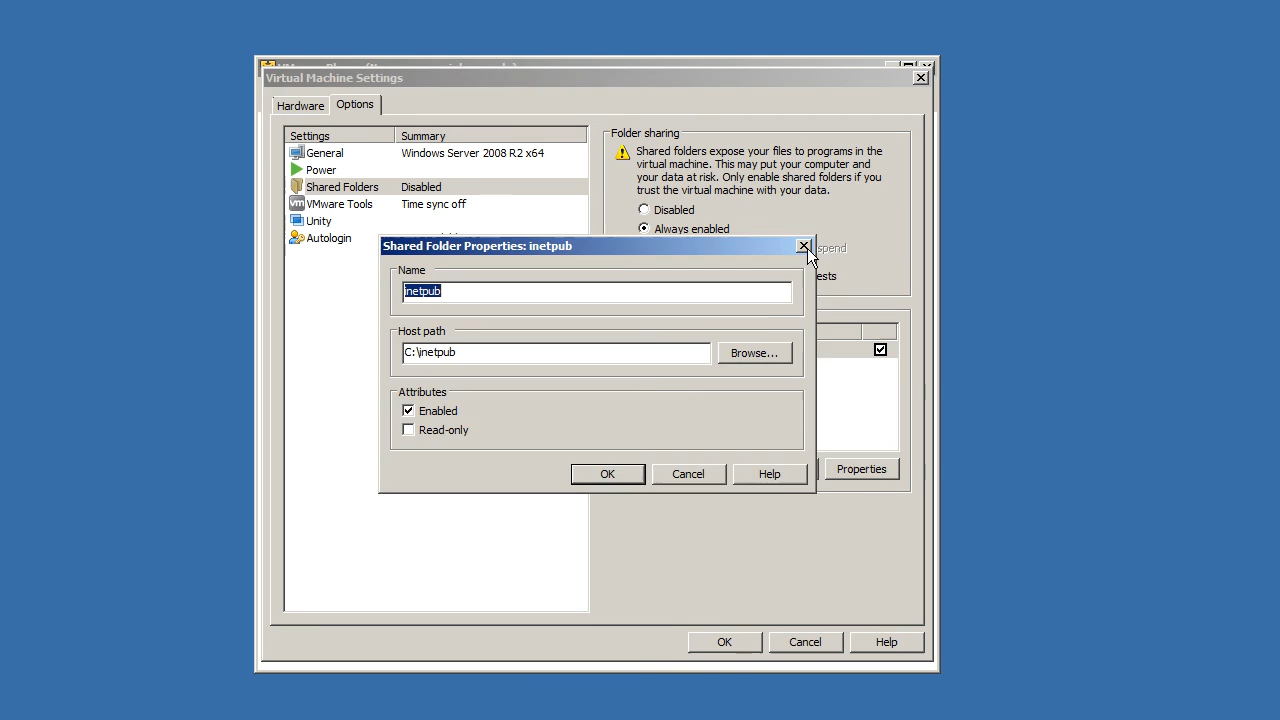 Virtual Machine Settings
Hardware
Options
Settings
Summary
General
Windows Server 2008 R2 x64
Power
Shared Folders
Disabled
VMware Tools
Time sync off
Unity
Autologin
Folder sharing
Shared folders expose your files to programs in the
virtual machine. This may put your computer and
your data at risk. Only enable shared folders if you
trust the virtual machine with your data.
Disabled
Always enabled
Shared Folder Properties: inetpub
Name
inetpub
Host path
C:\inetpub
Browse...
Attributes
Enabled
Read-only
OK
Cancel
Help
Properties
OK
Cancel
Help